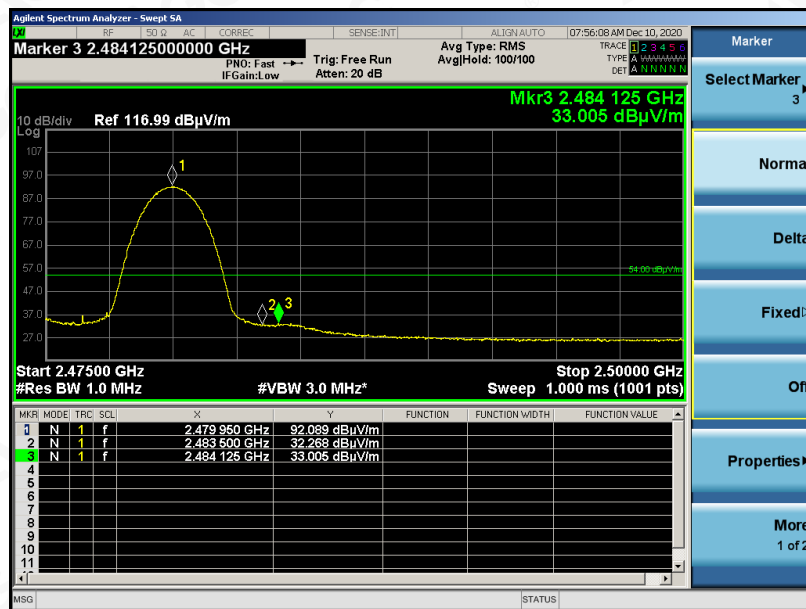 Agilent Spectrum Analyzer - Swept SA
LXI RF 50 Ω AC CORREC SENSE:INT ALIGN AUTO 07:56:08 AM Dec 10, 2020
Marker 3 2.484125000000 GHz
PNO: Fast
IFGain:Low
Trig: Free Run
Atten: 20 dB
Avg Type: RMS
Avg|Hold: 100/100
TRACE 1 2 3 4 5 6
TYPE A WWWWW
DET A N N N N N
Mkr3 2.484 125 GHz
33.005 dBµV/m
10 dB/div Ref 116.99 dBµV/m
Log
107
97.0
87.0
77.0
67.0
57.0
47.0
37.0
27.0
1
2
3
54.00 dBµV/m
Start 2.47500 GHz Stop 2.50000 GHz
#Res BW 1.0 MHz #VBW 3.0 MHz* Sweep 1.000 ms (1001 pts)
MKR MODE TRC SCL X Y FUNCTION FUNCTION WIDTH FUNCTION VALUE
1 N 1 f 2.479 950 GHz 92.089 dBµV/m
2 N 1 f 2.483 500 GHz 32.268 dBµV/m
3 N 1 f 2.484 125 GHz 33.005 dBµV/m
4
5
6
7
8
9
10
11
MSG STATUS
Marker
Select Marker
3
Norma
Delta
Fixed
Off
Properties
More
1 of 2